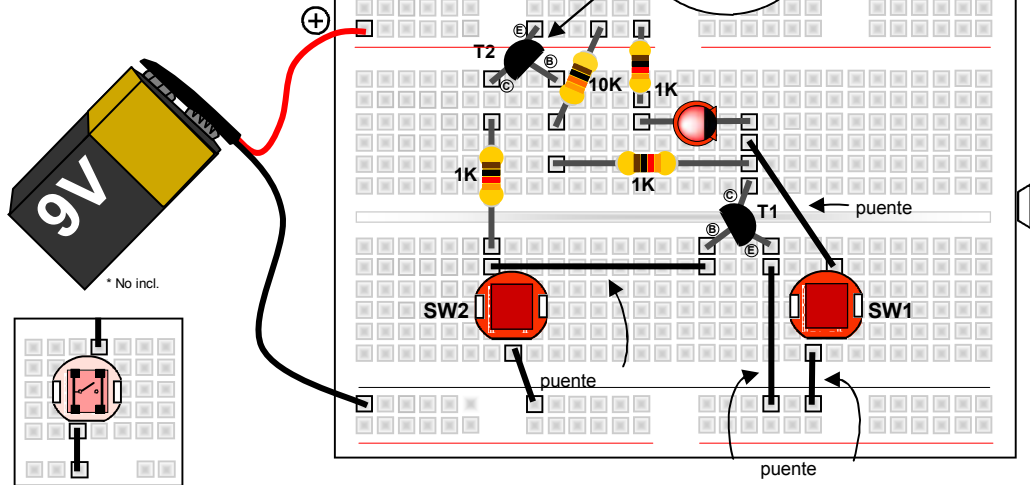 +
E
T2
B
C
10K
1K
1K
1K
9V
C
T1
B
E
puente
* No incl.
SW2
SW1
puente
puente